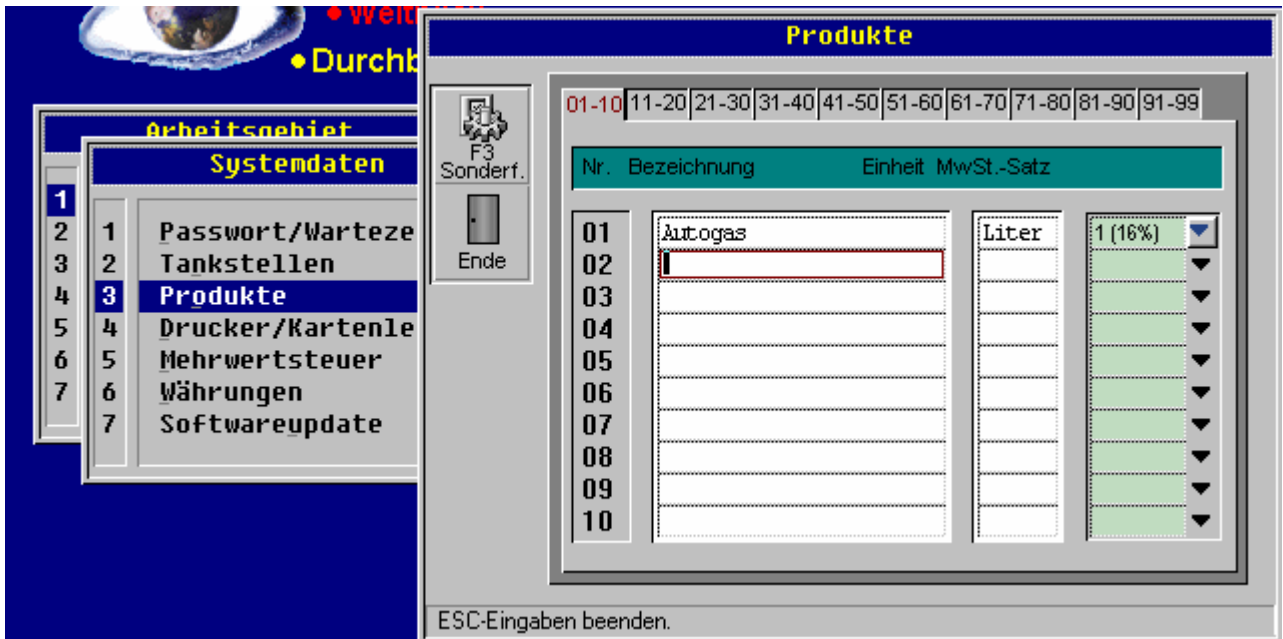 Durchb
Arbeitsgebiet
1
2
3
4
5
6
7
Systemdaten
1 Passwort/Warteze
2 Tankstellen
3 Produkte
4 Drucker/Kartenle
5 Mehrwertsteuer
6 Währungen
7 Softwareupdate
Produkte
F3
Sonderf.
Ende
01-10 11-20 21-30 31-40 41-50 51-60 61-70 71-80 81-90 91-99
Nr. Bezeichnung Einheit MwSt.-Satz
01 Autogas Liter 1 (16%)
02
03
04
05
06
07
08
09
10
ESC-Eingaben beenden.